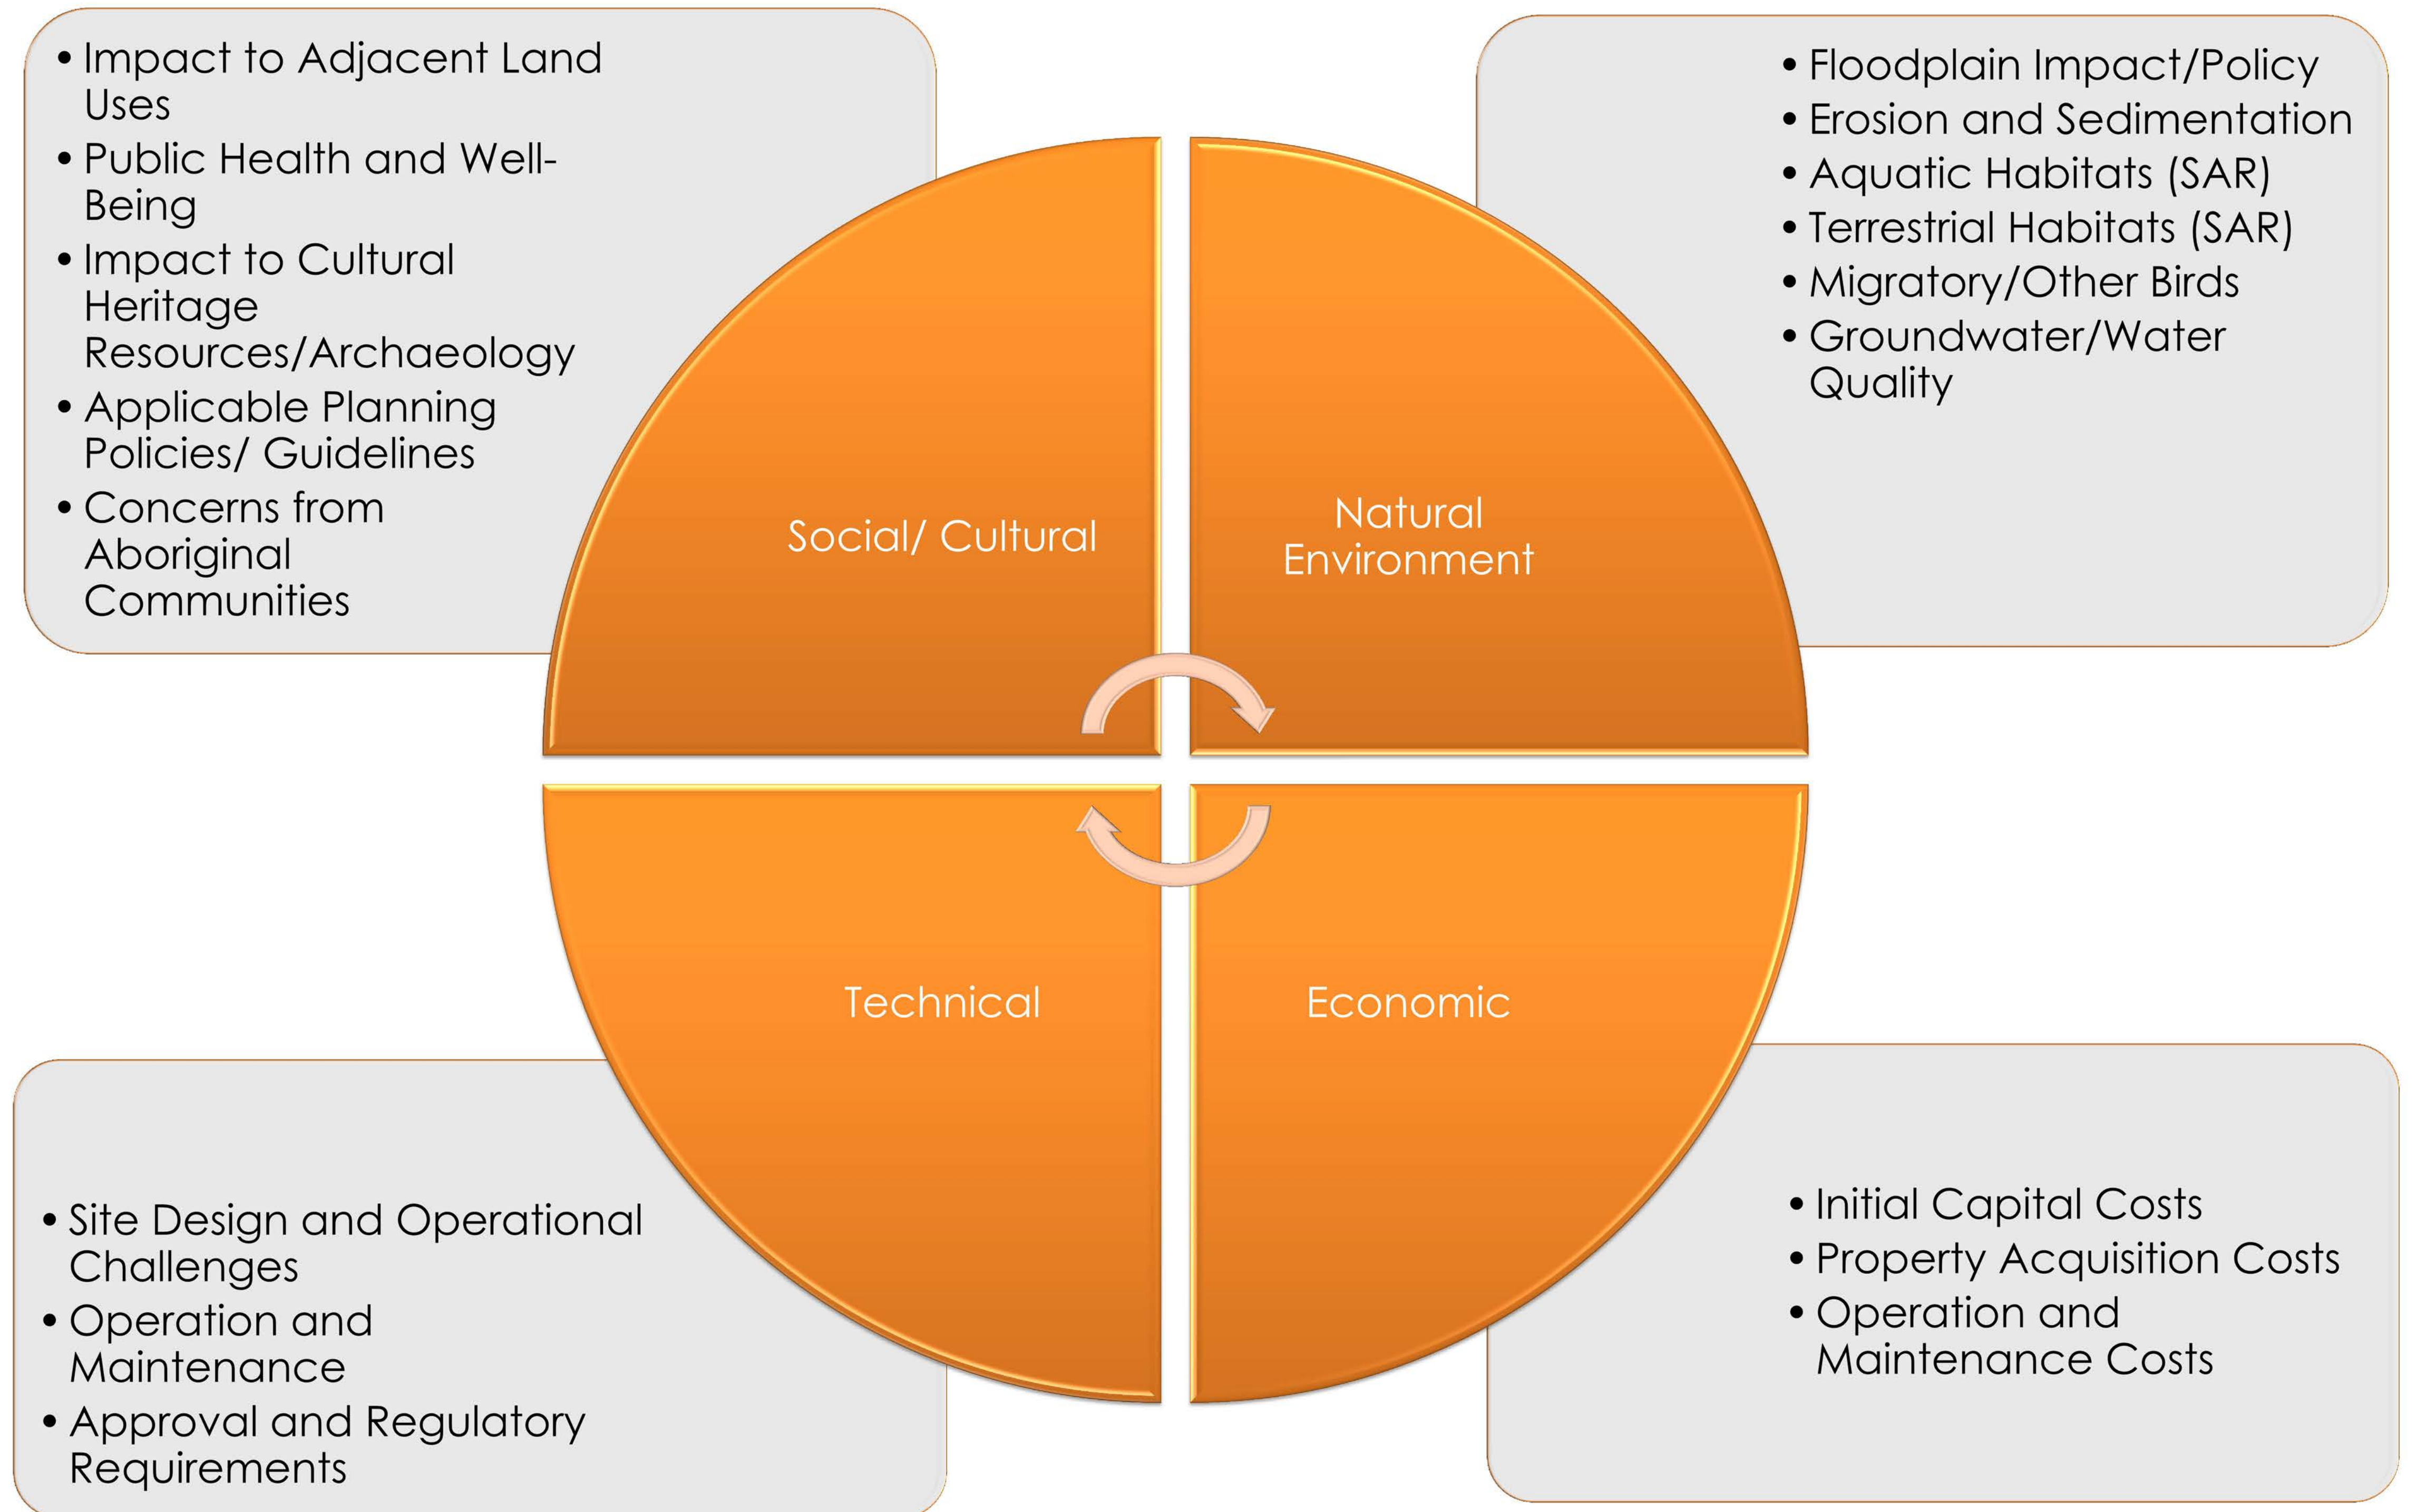 • Impact to Adjacent Land
Uses
• Public Health and Well-
Being
• Impact to Cultural
Heritage
Resources/Archaeology
• Applicable Planning
Policies/ Guidelines
• Concerns from
Aboriginal
Communities
• Floodplain Impact/Policy
• Erosion and Sedimentation
• Aquatic Habitats (SAR)
• Terrestrial Habitats (SAR)
• Migratory/Other Birds
• Groundwater/Water
Quality
Social/ Cultural
Natural
Environment
Technical
Economic
• Site Design and Operational
Challenges
• Operation and
Maintenance
• Approval and Regulatory
Requirements
• Initial Capital Costs
• Property Acquisition Costs
• Operation and
Maintenance Costs